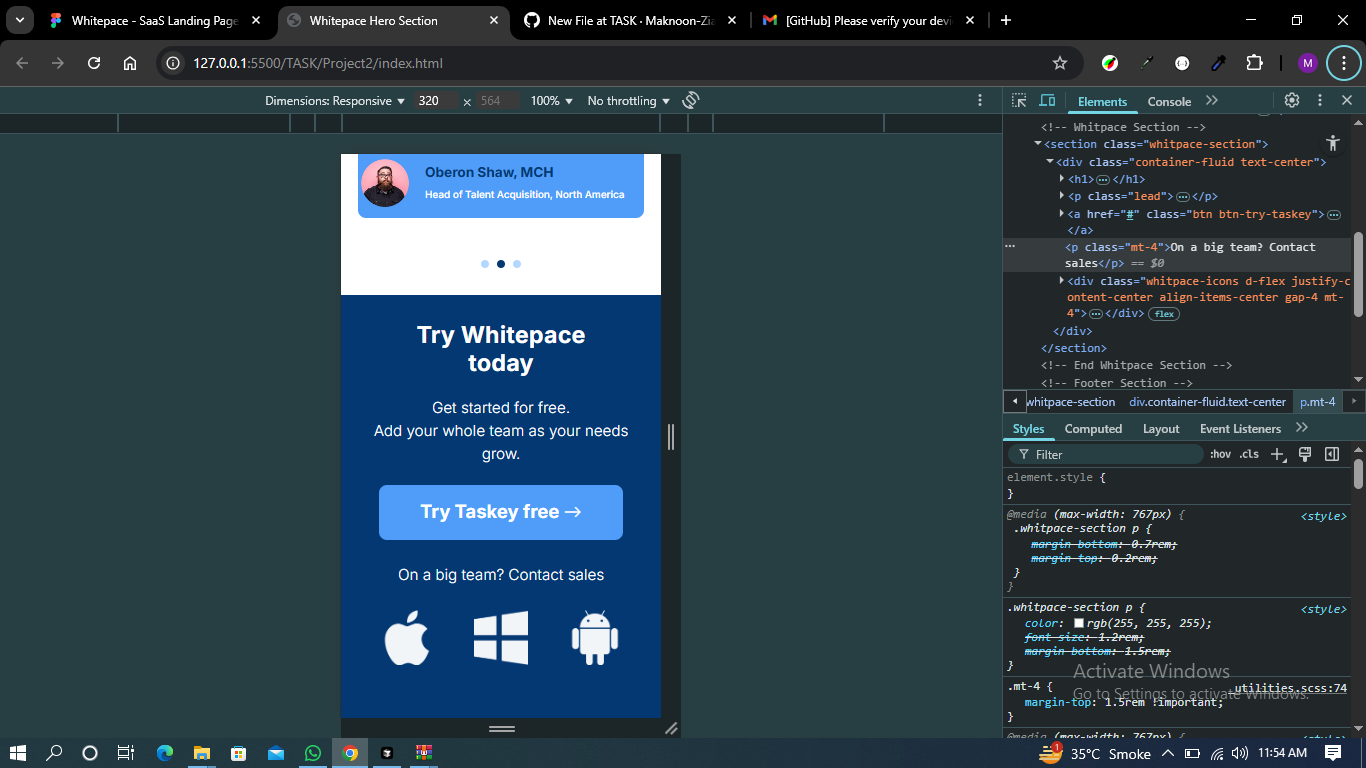 Whitepace - SaaS Landing Page
Whitepace Hero Section
New File at TASK · Maknoon-Zia
[GitHub] Please verify your devi
127.0.0.1:5500/TASK/Project2/index.html
M
Dimensions: Responsive
320
×
564
100%
No throttling
Elements
Console
<!-- Whitpace Section -->
<section class="whitpace-section">
<div class="container-fluid text-center">
<h1>…</h1>
<p class="lead">…</p>
<a href="#" class="btn btn-try-taskey">…
</a>
<p class="mt-4">On a big team? Contact
sales</p> == $0
<div class="whitpace-icons d-flex justify-c
ontent-center align-items-center gap-4 mt-
4">…</div> flex
</div>
</section>
<!-- End Whitpace Section -->
<!-- Footer Section -->
whitpace-section
div.container-fluid.text-center
p.mt-4
Styles
Computed
Layout
Event Listeners
Filter
:hov
.cls
element.style {
}
@media (max-width: 767px) {
<style>
.whitpace-section p {
margin-bottom: 0.7rem;
margin-top: 0.2rem;
}
}
.whitpace-section p {
<style>
color: rgb(255, 255, 255);
font-size: 1.2rem;
margin-bottom: 1.5rem;
}
.mt-4 {
_utilities.scss:74
margin-top: 1.5rem !important;
}
@media (max-width: 767px) {
<style>
Activate Windows
Go to Settings to activate Windows.
Oberon Shaw, MCH
Head of Talent Acquisition, North America
Try Whitepace
today
Get started for free.
Add your whole team as your needs
grow.
Try Taskey free →
On a big team? Contact sales
1
35°C Smoke
11:54 AM